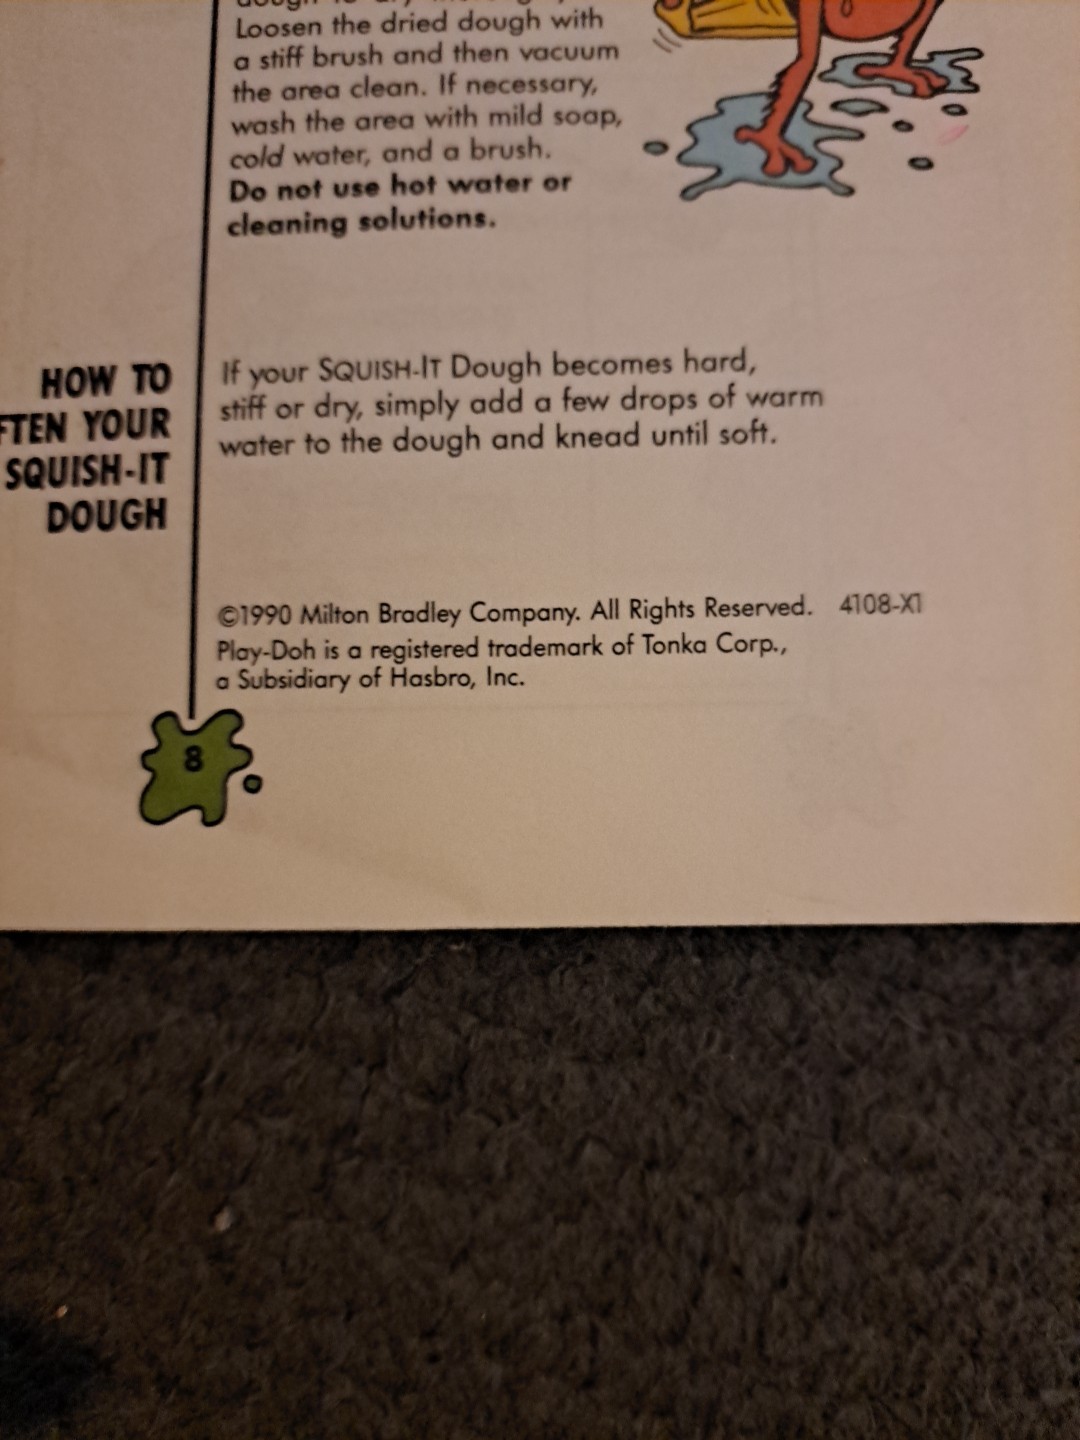 Loosen the dried dough with
a stiff brush and then vacuum
the area clean. If necessary,
wash the area with mild soap,
cold water, and a brush.
Do not use hot water or
cleaning solutions.
HOW TO
FTEN YOUR
SQUISH-IT
DOUGH
If your SQUISH-IT Dough becomes hard,
stiff or dry, simply add a few drops of warm
water to the dough and knead until soft.
©1990 Milton Bradley Company. All Rights Reserved. 4108-X1
Play-Doh is a registered trademark of Tonka Corp.,
a Subsidiary of Hasbro, Inc.
8